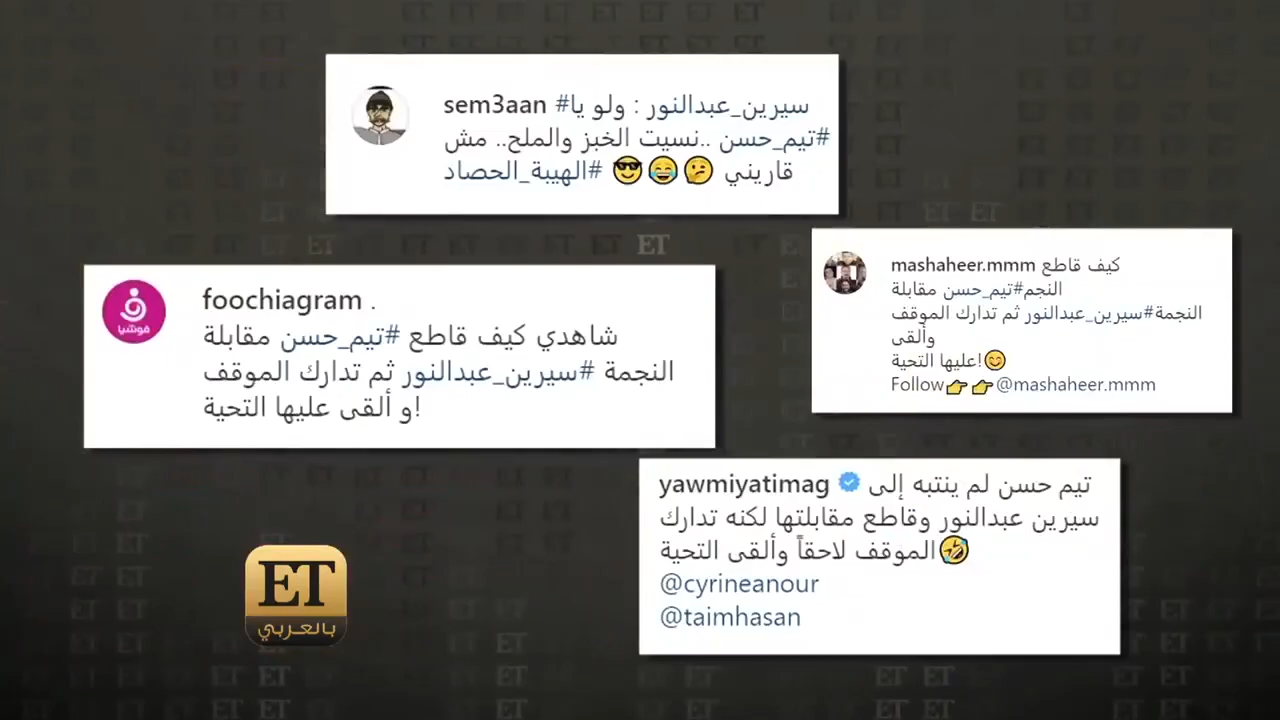 sem3aan #سيرين_عبدالنور : ولو يا
#تيم_حسن ..نسيت الخبز والملح.. مش
قاريني 🤔😂😎 #الهيبة_الحصاد
mashaheer.mmm كيف قاطع
النجم#تيم_حسن مقابلة
النجمة#سيرين_عبدالنور ثم تدارك الموقف
وألقى
عليها التحية!😊
Follow👉👉@mashaheer.mmm
foochiagram .
شاهدي كيف قاطع #تيم_حسن مقابلة
النجمة #سيرين_عبدالنور ثم تدارك الموقف
و ألقى عليها التحية!
فوشيا
yawmiyatimag تيم حسن لم ينتبه إلى
سيرين عبدالنور وقاطع مقابلتها لكنه تدارك
الموقف لاحقاً وألقى التحية🤣
@cyrineanour
@taimhasan
ET
بالعربي